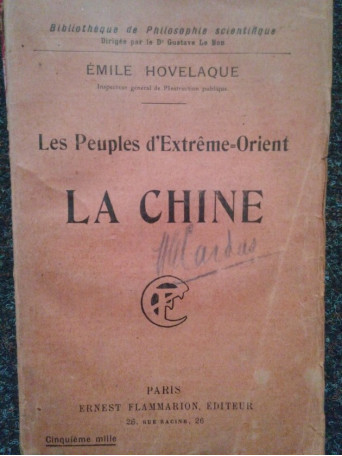 Bibliothèque de Philosophie scientifique
Dirigée par le Dr Gustave Le Bon
ÉMILE HOVELAQUE
Inspecteur général de l'Instruction publique
Les Peuples d'Extrême-Orient
LA CHINE
PARIS
ERNEST FLAMMARION, ÉDITEUR
26, RUE RACINE, 26
Cinquième mille